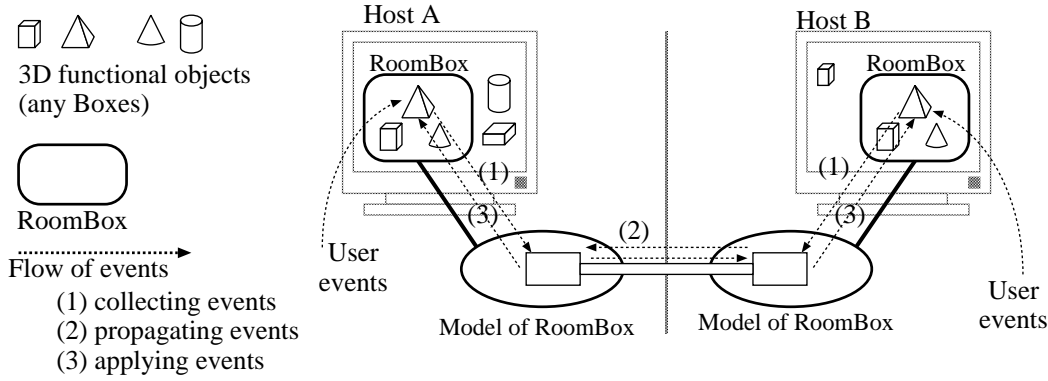 3D functional objects
(any Boxes)
RoomBox
Flow of events
(1) collecting events
(2) propagating events
(3) applying events
Host A
RoomBox
(1)
(3)
User
events
Model of RoomBox
(2)
Host B
RoomBox
(1)
(3)
Model of RoomBox
User
events